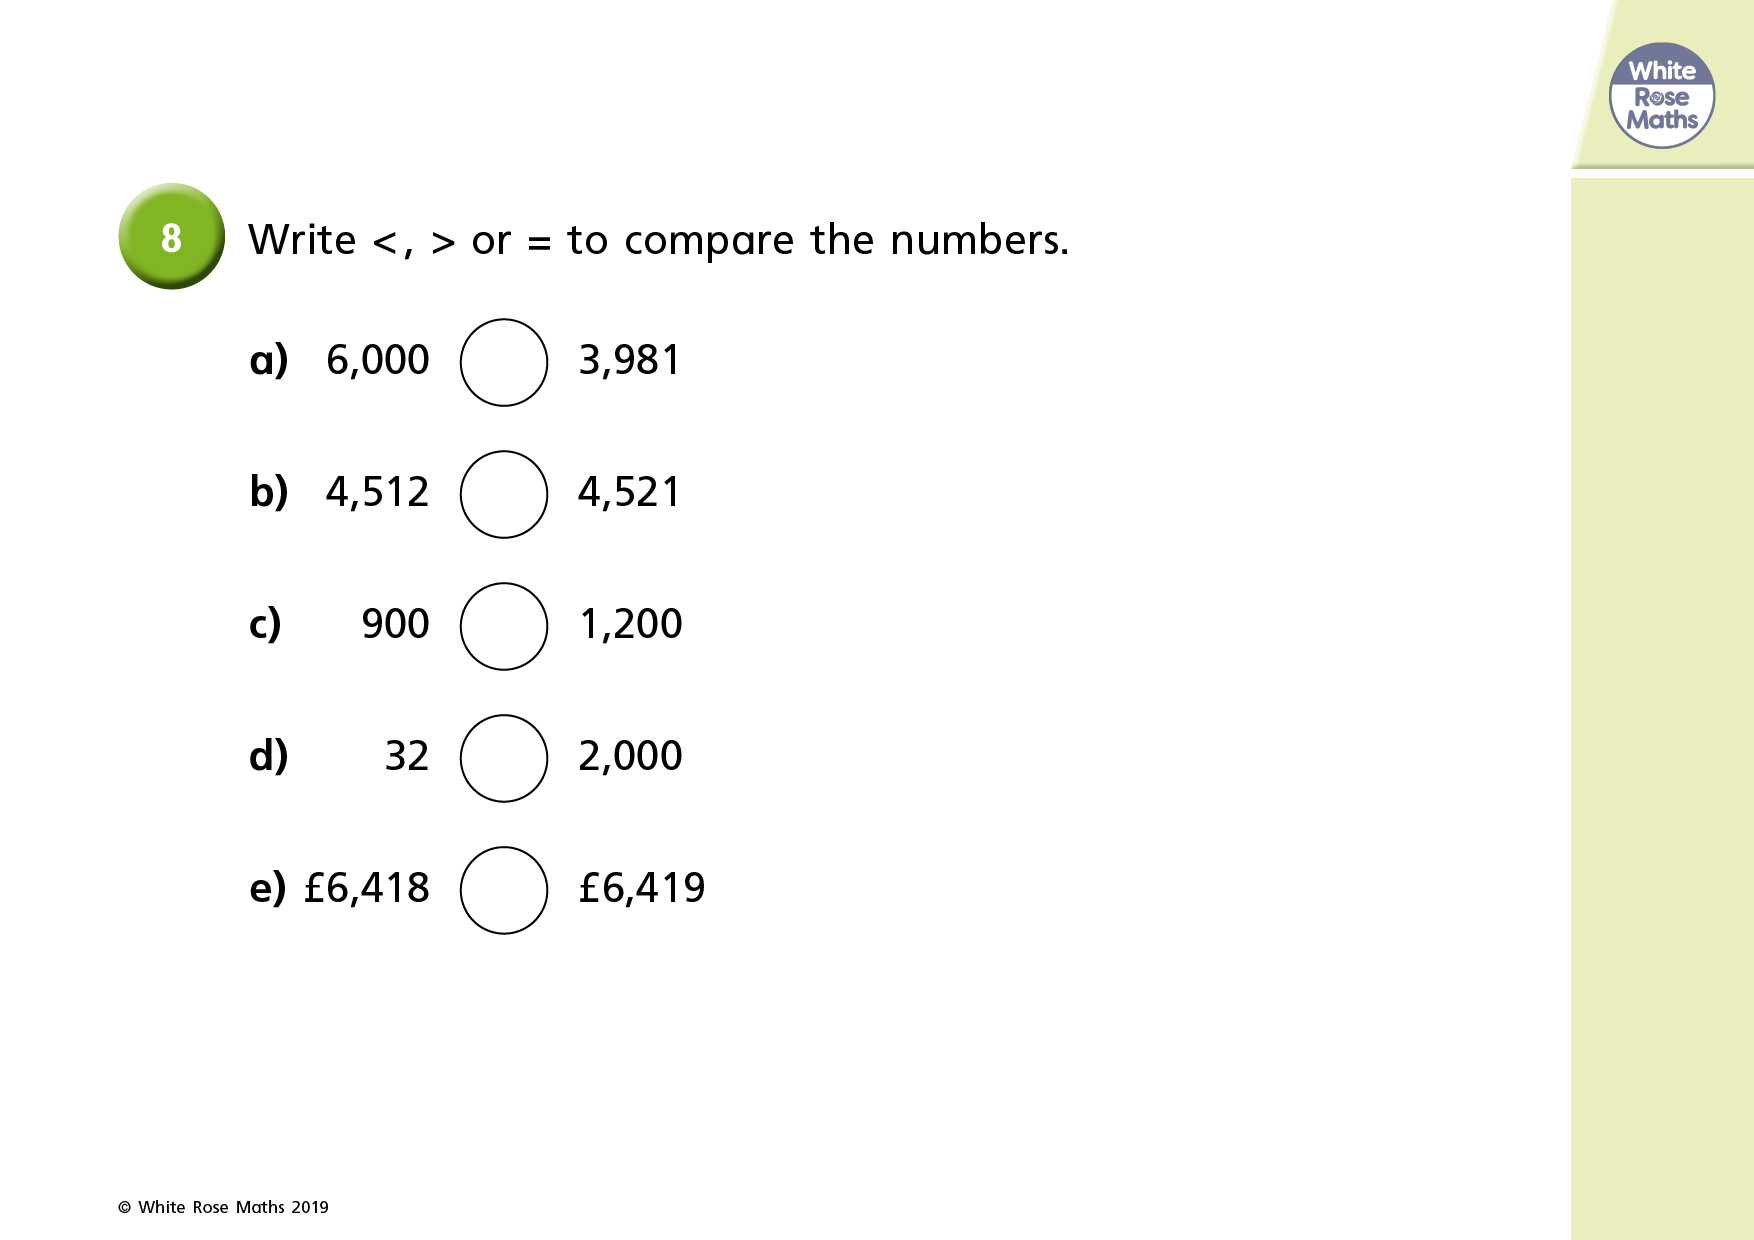 White
Rose
Maths
8 Write <, > or = to compare the numbers.
a) 6,000 3,981
b) 4,512 4,521
c) 900 1,200
d) 32 2,000
e) £6,418 £6,419
© White Rose Maths 2019